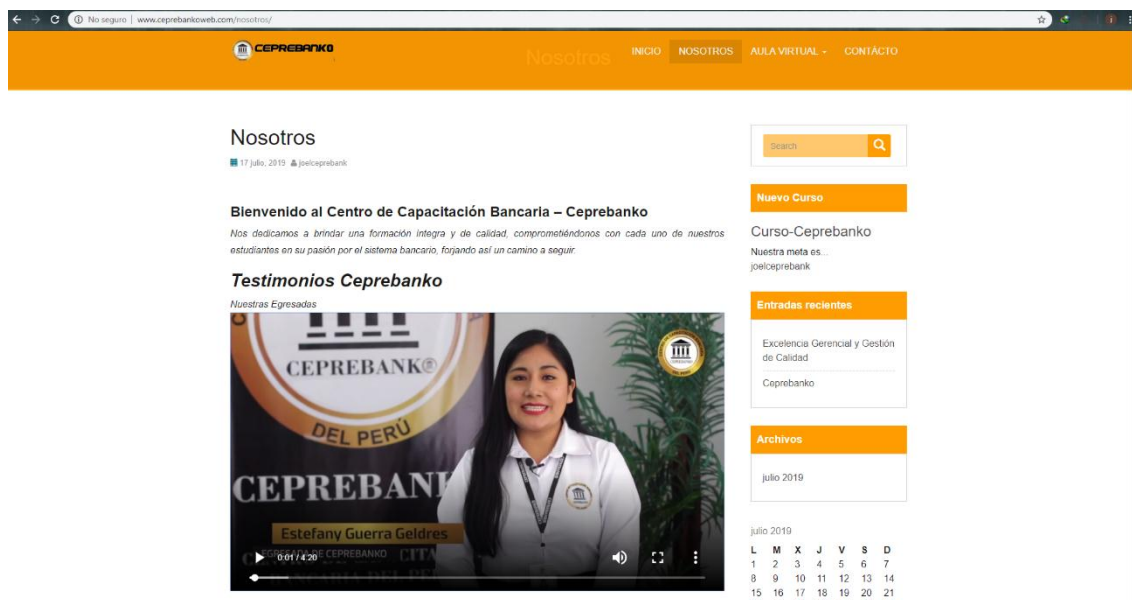 No seguro | www.ceprebankoweb.com/nosotros/
CEPREBANKO
Nosotros
INICIO NOSOTROS AULA VIRTUAL CONTÁCTO
Nosotros
17 julio, 2019 joelceprebank
Bienvenido al Centro de Capacitación Bancaria – Ceprebanko
Nos dedicamos a brindar una formación integra y de calidad, comprometiéndonos con cada uno de nuestros
estudiantes en su pasión por el sistema bancario, forjando así un camino a seguir.
Testimonios Ceprebanko
Nuestras Egresadas
CEPREBANK®
DEL PERÚ
CEPREBAN
Estefany Guerra Geldres
EGRESADA DE CEPREBANKO
0:01 / 4:20
Search
Nuevo Curso
Curso-Ceprebanko
Nuestra meta es...
joelceprebank
Entradas recientes
Excelencia Gerencial y Gestión
de Calidad
Ceprebanko
Archivos
julio 2019
julio 2019
L M X J V S D
1 2 3 4 5 6 7
8 9 10 11 12 13 14
15 16 17 18 19 20 21